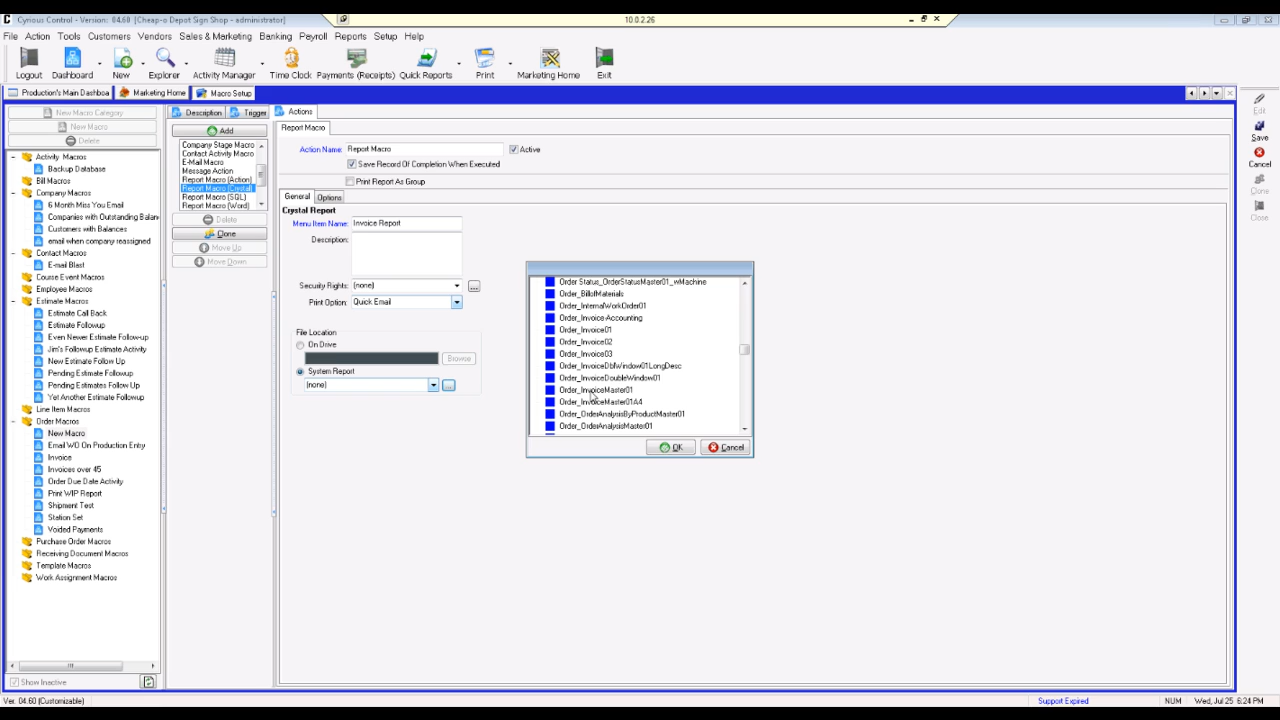 Cyrious Control - Version: 04.60 [Cheap-o Depot Sign Shop - administrator]
10.0.2.26
File Action Tools Customers Vendors Sales & Marketing Banking Payroll Reports Setup Help
Logout Dashboard New Explorer Activity Manager Time Clock Payments (Receipts) Quick Reports Print Marketing Home Exit
Production's Main Dashboa Marketing Home Macro Setup
New Macro Category
New Macro
Delete
Activity Macros
Backup Database
Bill Macros
Company Macros
6 Month Miss You Email
Companies with Outstanding Balan
Customers with Balances
email when company reassigned
Contact Macros
E-mail Blast
Course Event Macros
Employee Macros
Estimate Macros
Estimate Call Back
Estimate Followup
Even Newer Estimate Follow-up
Jim's Followup Estimate Activity
New Estimate Follow Up
Pending Estimate Follow Up
Pending Estimates Follow Up
Yet Another Estimate Followup
Line Item Macros
Order Macros
New Macro
Email WO On Production Entry
Invoice
Invoices over 45
Order Due Date Activity
Print WIP Report
Shipment Test
Station Set
Voided Payments
Purchase Order Macros
Receiving Document Macros
Template Macros
Work Assignment Macros
Show Inactive
Description Trigger Actions
Add
Company Stage Macro
Contact Activity Macro
E-Mail Macro
Message Action
Report Macro (Action)
Report Macro (Crystal)
Report Macro (SQL)
Report Macro (Word)
Delete
Clone
Move Up
Move Down
Report Macro
Action Name: Report Macro Active
Save Record Of Completion When Executed
Print Report As Group
General Options
Crystal Report
Menu Item Name: Invoice Report
Description:
Security Rights: (none) ...
Print Option: Quick Email
File Location
On Drive
Browse
System Report
(none) ...
Order Status_OrderStatusMaster01_wMachine
Order_BillsfMaterials
Order_InternalWorkOrder01
Order_Invoice-Accounting
Order_Invoice01
Order_Invoice02
Order_Invoice03
Order_InvoiceDblWindow01LongDesc
Order_InvoiceDoubleWindow01
Order_InvoiceMaster01
Order_InvoiceMaster01A4
Order_OrderAnalysisByProductMaster01
Order_OrderAnalysisMaster01
OK Cancel
Edit
Save
Cancel
Clone
Close
Ver. 04.60 (Customizable) Support Expired NUM Wed, Jul 25 6:24 PM